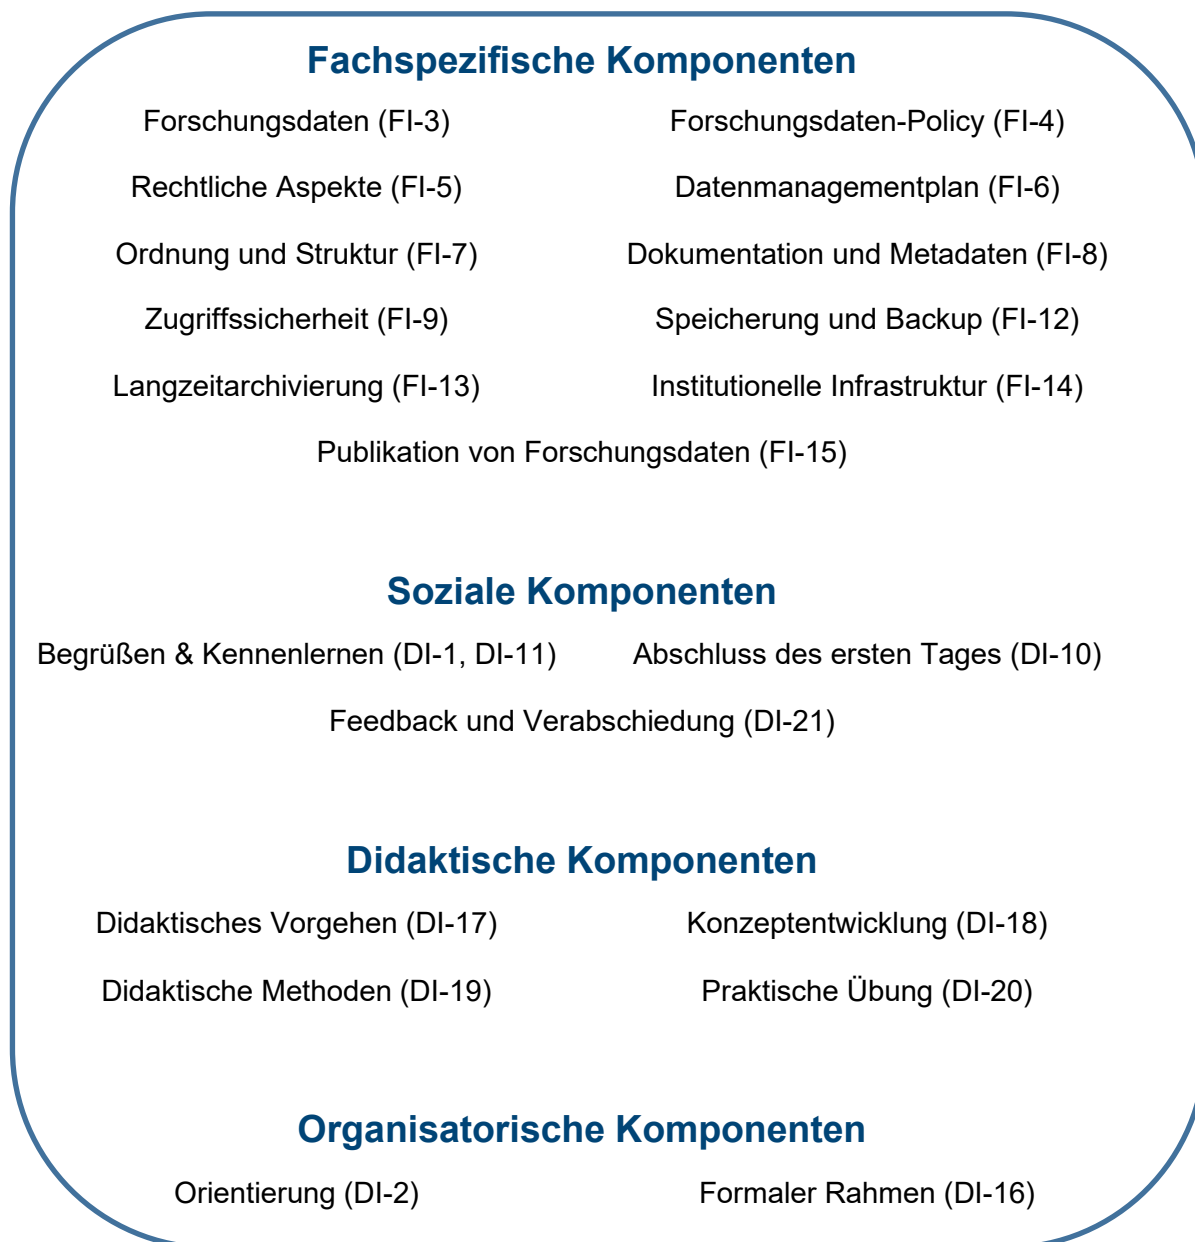 Fachspezifische Komponenten
Forschungsdaten (FI-3) Forschungsdaten-Policy (FI-4)
Rechtliche Aspekte (FI-5) Datenmanagementplan (FI-6)
Ordnung und Struktur (FI-7) Dokumentation und Metadaten (FI-8)
Zugriffssicherheit (FI-9) Speicherung und Backup (FI-12)
Langzeitarchivierung (FI-13) Institutionelle Infrastruktur (FI-14)
Publikation von Forschungsdaten (FI-15)
Soziale Komponenten
Begrüßen & Kennenlernen (DI-1, DI-11) Abschluss des ersten Tages (DI-10)
Feedback und Verabschiedung (DI-21)
Didaktische Komponenten
Didaktisches Vorgehen (DI-17) Konzeptentwicklung (DI-18)
Didaktische Methoden (DI-19) Praktische Übung (DI-20)
Organisatorische Komponenten
Orientierung (DI-2) Formaler Rahmen (DI-16)